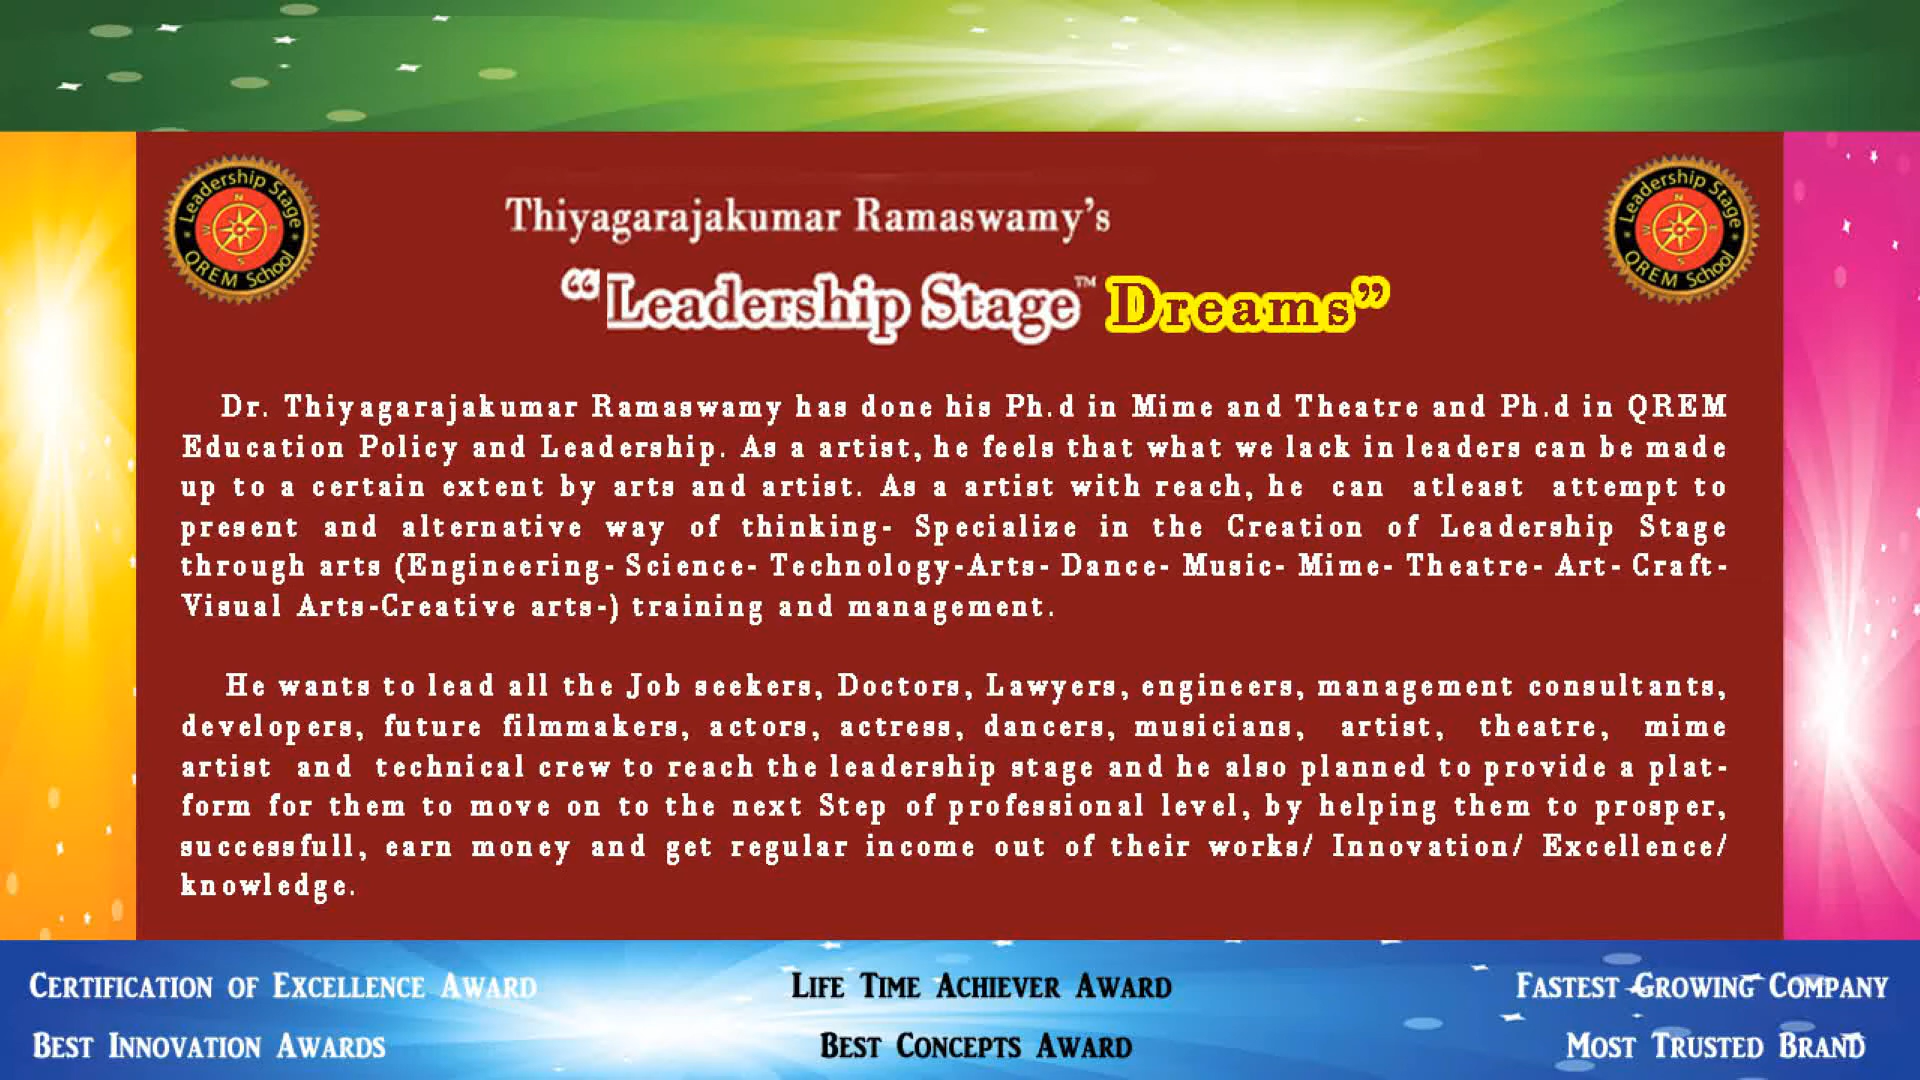 Leadership Stage
N
W E
S
QREM School
Thiyagarajakumar Ramaswamy's
Leadership Stage
N
W E
S
QREM School
“Leadership Stage™ Dreams”
Dr. Thiyagarajakumar Ramaswamy has done his Ph.d in Mime and Theatre and Ph.d in QREM
Education Policy and Leadership. As a artist, he feels that what we lack in leaders can be made
up to a certain extent by arts and artist. As a artist with reach, he can atleast attempt to
present and alternative way of thinking- Specialize in the Creation of Leadership Stage
through arts (Engineering- Science- Technology-Arts- Dance- Music- Mime- Theatre- Art- Craft-
Visual Arts-Creative arts-) training and management.
He wants to lead all the Job seekers, Doctors, Lawyers, engineers, management consultants,
developers, future filmmakers, actors, actress, dancers, musicians, artist, theatre, mime
artist and technical crew to reach the leadership stage and he also planned to provide a plat-
form for them to move on to the next Step of professional level, by helping them to prosper,
successfull, earn money and get regular income out of their works/ Innovation/ Excellence/
knowledge.
Certification of Excellence Award Life Time Achiever Award Fastest Growing Company
Best Innovation Awards Best Concepts Award Most Trusted Brand